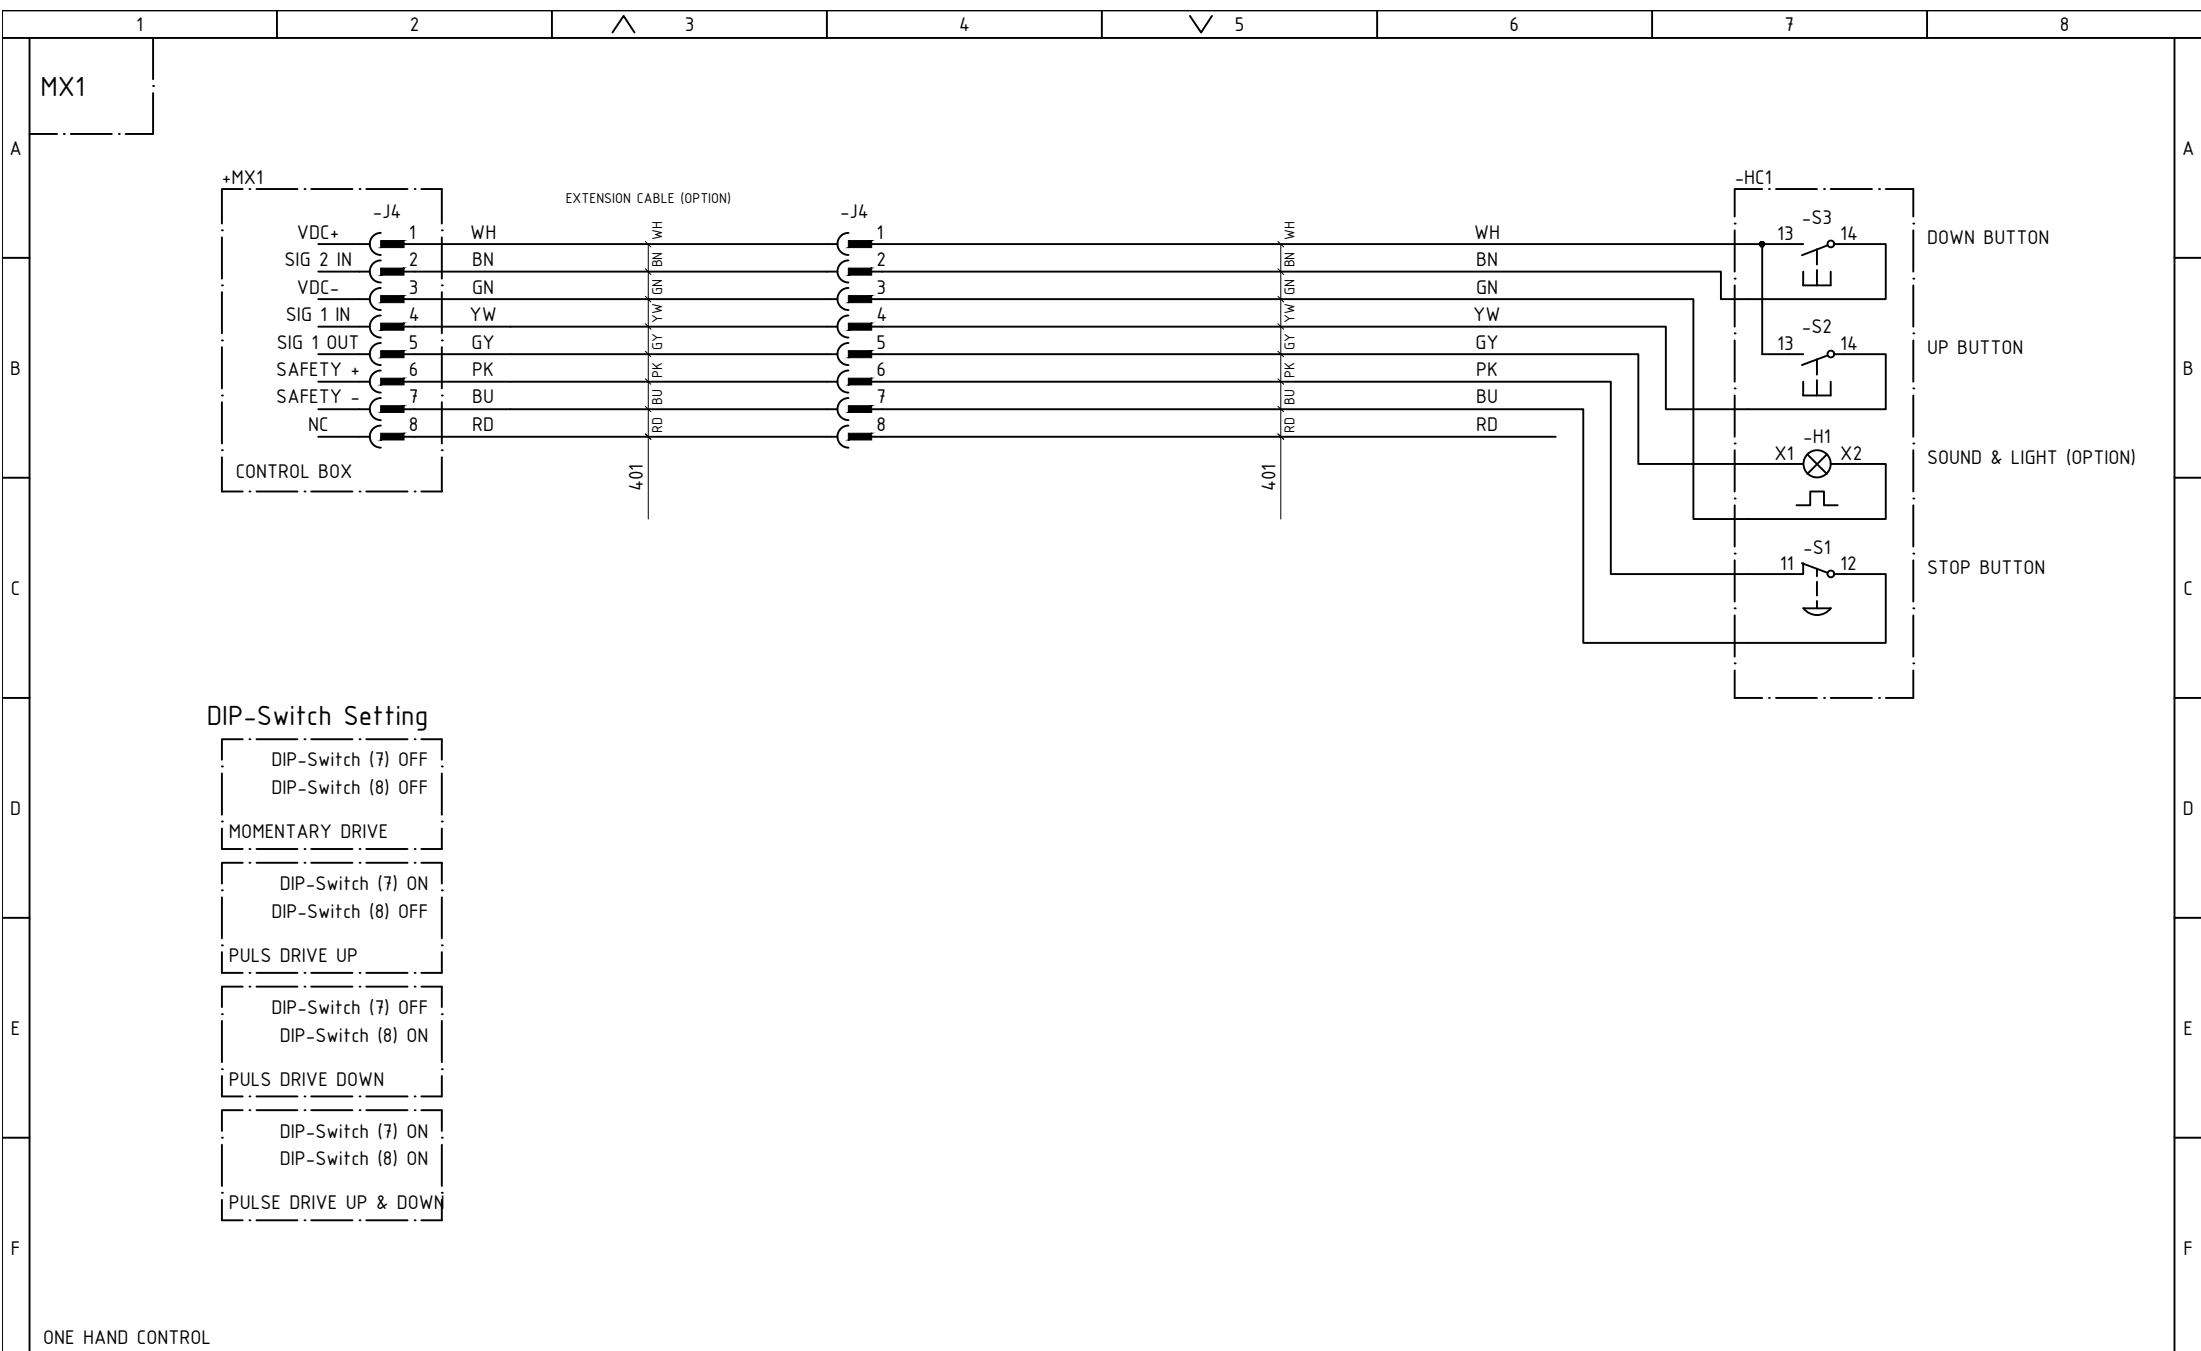 1 2 3 4 5 6 7 8
MX1
A A
+MX1 -HC1
EXTENSION CABLE (OPTION)
-J4 -J4 -S3
VDC+ 1 WH WH 1 WH WH 13 14 DOWN BUTTON
SIG 2 IN 2 BN BN 2 BN BN
VDC- 3 GN GN 3 GN GN
SIG 1 IN 4 YW YW 4 YW YW -S2
SIG 1 OUT 5 GY GY 5 GY GY 13 14 UP BUTTON
B SAFETY + 6 PK PK 6 PK PK B
SAFETY - 7 BU BU 7 BU BU
NC 8 RD RD 8 RD RD
-H1
X1 X2 SOUND & LIGHT (OPTION)
CONTROL BOX 401 401
-S1
11 12 STOP BUTTON
C C
DIP-Switch Setting
DIP-Switch (7) OFF
DIP-Switch (8) OFF
D D
MOMENTARY DRIVE
DIP-Switch (7) ON
DIP-Switch (8) OFF
PULS DRIVE UP
DIP-Switch (7) OFF
E E
DIP-Switch (8) ON
PULS DRIVE DOWN
DIP-Switch (7) ON
DIP-Switch (8) ON
PULSE DRIVE UP & DOWN
F F
ONE HAND CONTROL